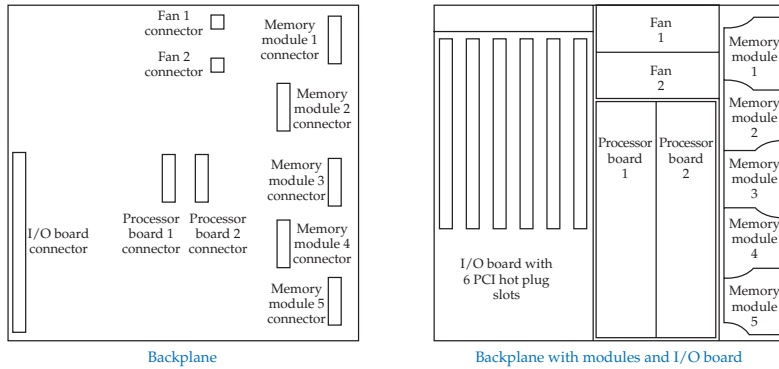 Fan 1
connector
Fan 2
connector
Memory
module 1
connector
Memory
module 2
connector
Memory
module 3
connector
Memory
module 4
connector
Memory
module 5
connector
I/O board
connector
Processor
board 1
connector
Processor
board 2
connector
Backplane
Fan
1
Fan
2
Processor
board
1
Processor
board
2
Memory
module
1
Memory
module
2
Memory
module
3
Memory
module
4
Memory
module
5
I/O board with
6 PCI hot plug
slots
Backplane with modules and I/O board